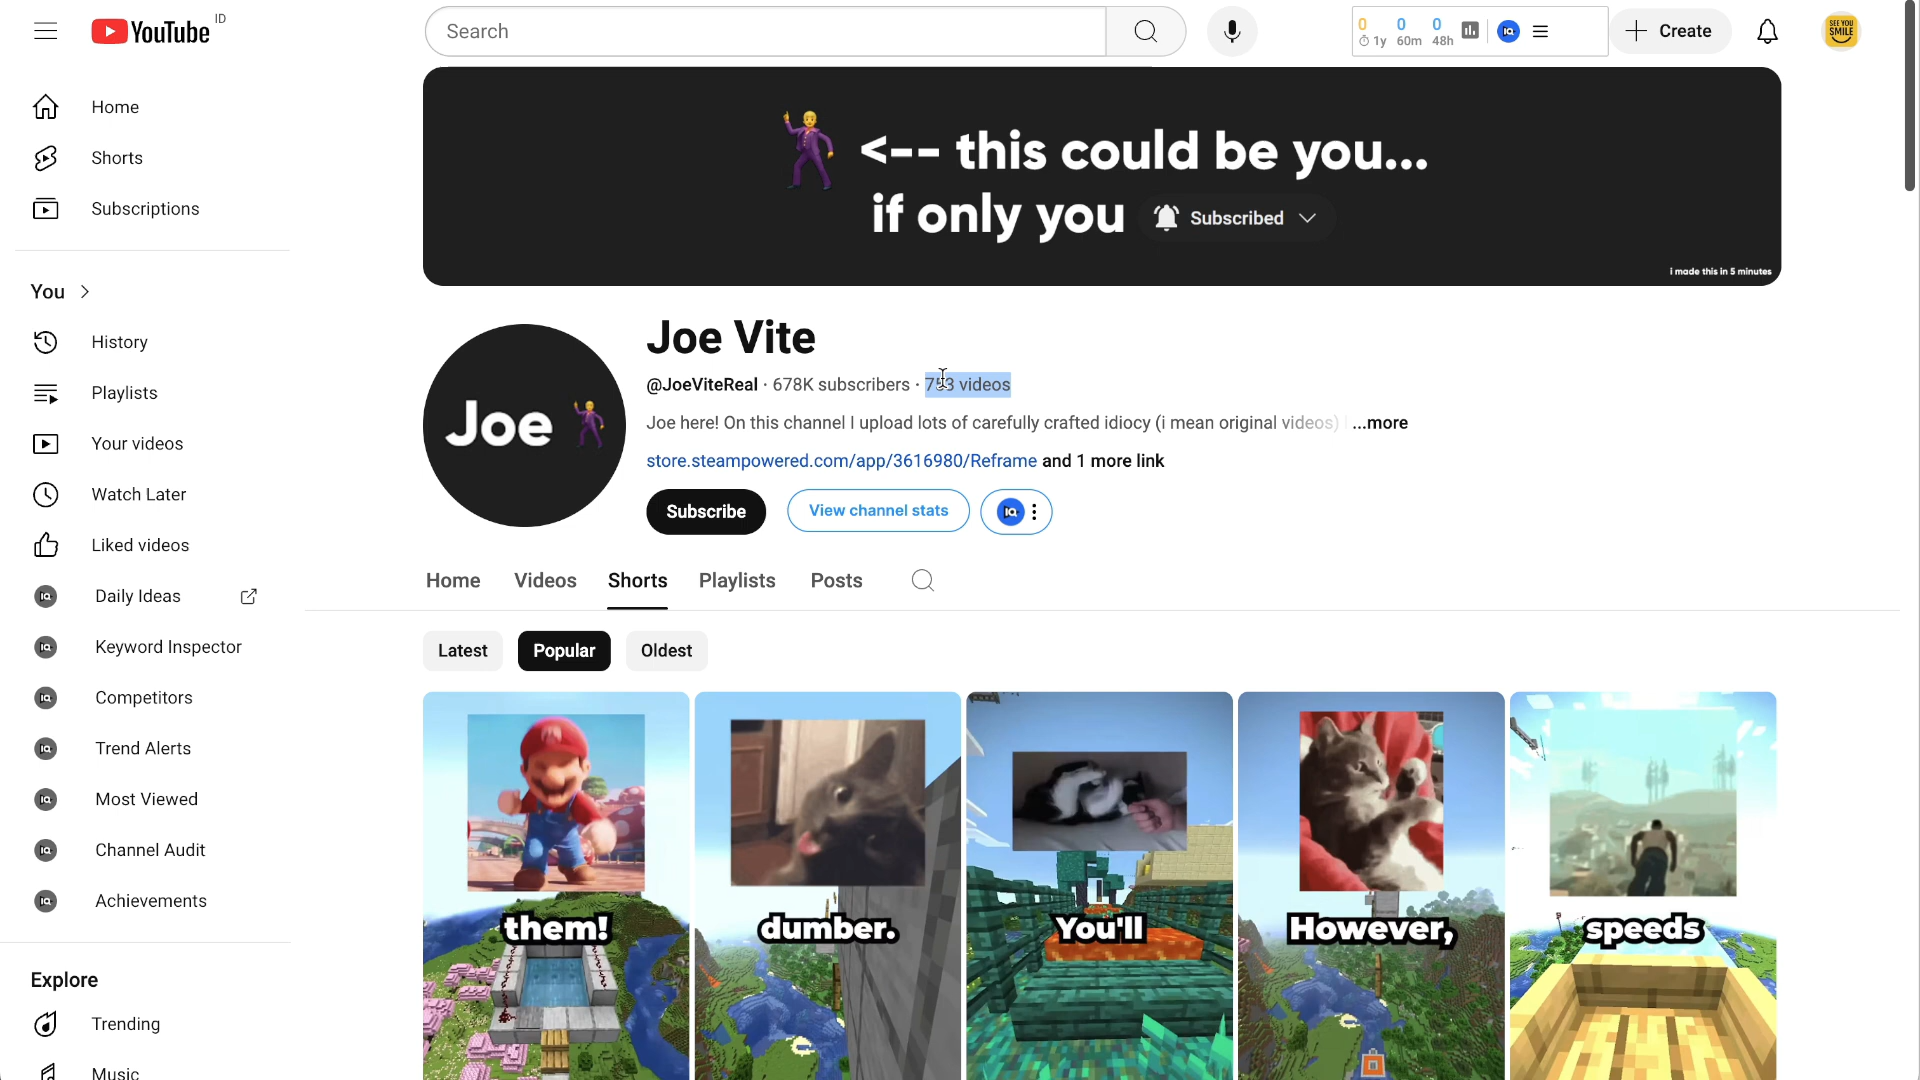 YouTube ID
Search
0 0 0
1y 60m 48h
Create
SEE YOU
SMILE
Home
Shorts
Subscriptions
You
History
Playlists
Your videos
Watch Later
Liked videos
Daily Ideas
Keyword Inspector
Competitors
Trend Alerts
Most Viewed
Channel Audit
Achievements
Explore
Trending
Music
<-- this could be you...
if only you Subscribed
i made this in 5 minutes
Joe
Joe Vite
@JoeViteReal · 678K subscribers · videos
Joe here! On this channel I upload lots of carefully crafted idiocy (i mean original videos) ...more
store.steampowered.com/app/3616980/Reframe and 1 more link
Subscribe View channel stats
Home Videos Shorts Playlists Posts
Latest Popular Oldest
them! dumber. You'll However, speeds